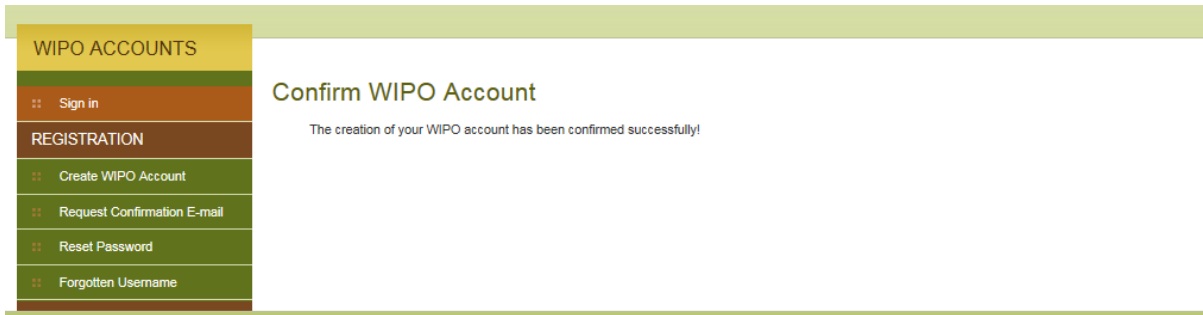 WIPO ACCOUNTS
Sign in
REGISTRATION
Create WIPO Account
Request Confirmation E-mail
Reset Password
Forgotten Username
Confirm WIPO Account
The creation of your WIPO account has been confirmed successfully!